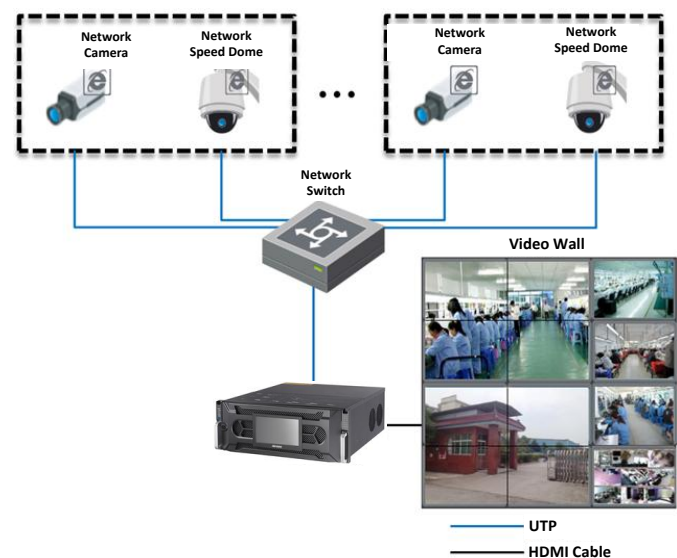 Network
Camera
Network
Speed Dome
Network
Camera
Network
Speed Dome
Network
Switch
Video Wall
UTP
HDMI Cable